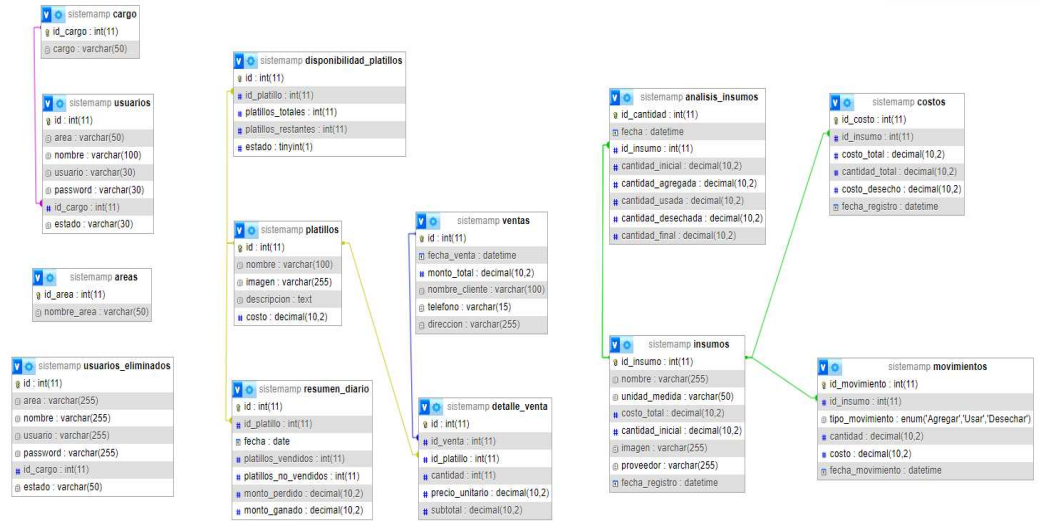 sistemamp cargo
id_cargo : int(11)
cargo : varchar(50)
sistemamp usuarios
id : int(11)
area : varchar(50)
nombre : varchar(100)
usuario : varchar(30)
password : varchar(30)
id_cargo : int(11)
estado : varchar(30)
sistemamp areas
id_area : int(11)
nombre_area : varchar(50)
sistemamp usuarios_eliminados
id : int(11)
area : varchar(255)
nombre : varchar(255)
usuario : varchar(255)
password : varchar(255)
id_cargo : int(11)
estado : varchar(50)
sistemamp disponibilidad_platillos
id : int(11)
id_platillo : int(11)
platillos_totales : int(11)
platillos_restantes : int(11)
estado : tinyint(1)
sistemamp platillos
id : int(11)
nombre : varchar(100)
imagen : varchar(255)
descripcion : text
costo : decimal(10,2)
sistemamp resumen_diario
id : int(11)
id_platillo : int(11)
fecha : date
platillos_vendidos : int(11)
platillos_no_vendidos : int(11)
monto_perdido : decimal(10,2)
monto_ganado : decimal(10,2)
sistemamp ventas
id : int(11)
fecha_venta : datetime
monto_total : decimal(10,2)
nombre_cliente : varchar(100)
telefono : varchar(15)
direccion : varchar(255)
sistemamp detalle_venta
id : int(11)
id_venta : int(11)
id_platillo : int(11)
cantidad : int(11)
precio_unitario : decimal(10,2)
subtotal : decimal(10,2)
sistemamp analisis_insumos
id_cantidad : int(11)
fecha : datetime
id_insumo : int(11)
cantidad_inicial : decimal(10,2)
cantidad_agregada : decimal(10,2)
cantidad_usada : decimal(10,2)
cantidad_desechada : decimal(10,2)
cantidad_final : decimal(10,2)
sistemamp insumos
id_insumo : int(11)
nombre : varchar(255)
unidad_medida : varchar(50)
costo_total : decimal(10,2)
cantidad_inicial : decimal(10,2)
imagen : varchar(255)
proveedor : varchar(255)
fecha_registro : datetime
sistemamp costos
id_costo : int(11)
id_insumo : int(11)
costo_total : decimal(10,2)
cantidad_total : decimal(10,2)
costo_desecho : decimal(10,2)
fecha_registro : datetime
sistemamp movimientos
id_movimiento : int(11)
id_insumo : int(11)
tipo_movimiento : enum('Agregar','Usar','Desechar')
cantidad : decimal(10,2)
costo : decimal(10,2)
fecha_movimiento : datetime